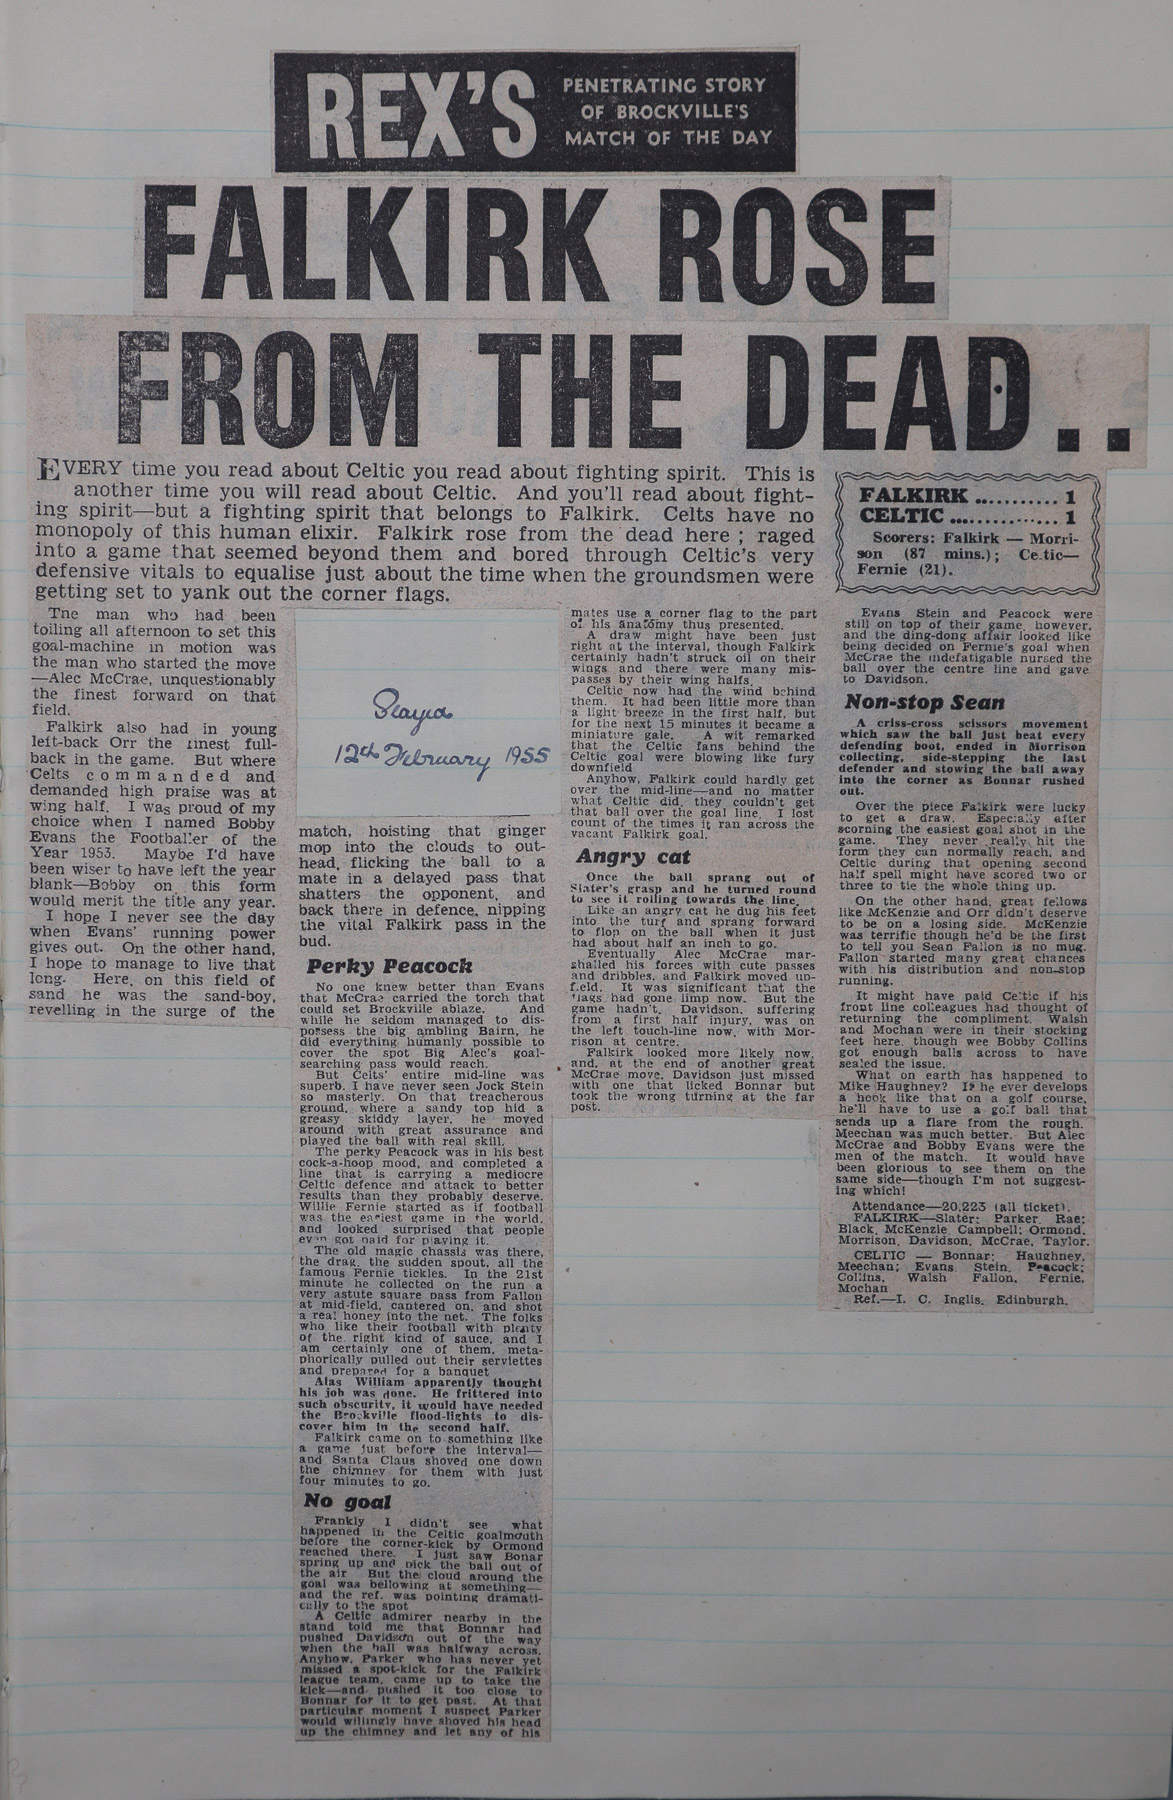 REX'S
PENETRATING STORY
OF BROCKVILLE'S
MATCH OF THE DAY
FALKIRK ROSE
FROM THE DEAD..
EVERY time you read about Celtic you read about fighting spirit. This is
another time you will read about Celtic. And you'll read about fight-
ing spirit—but a fighting spirit that belongs to Falkirk. Celts have no
monopoly of this human elixir. Falkirk rose from the dead here ; raged
into a game that seemed beyond them and bored through Celtic's very
defensive vitals to equalise just about the time when the groundsmen were
getting set to yank out the corner flags.
FALKIRK ........... 1
CELTIC .............. 1
Scorers: Falkirk — Morri-
son (87 mins.); Celtic—
Fernie (21).
The man who had been
toiling all afternoon to set this
goal-machine in motion was
the man who started the move
—Alec McCrae, unquestionably
the finest forward on that
field.
Falkirk also had in young
left-back Orr the finest full-
back in the game. But where
Celts commanded and
demanded high praise was at
wing half. I was proud of my
choice when I named Bobby
Evans the Footballer of the
Year 1953. Maybe I'd have
been wiser to have left the year
blank—Bobby on this form
would merit the title any year.
I hope I never see the day
when Evans' running power
gives out. On the other hand,
I hope to manage to live that
long. Here, on this field of
sand he was the sand-boy,
revelling in the surge of the
Played
12th February 1955
match, hoisting that ginger
mop into the clouds to out-
head, flicking the ball to a
mate in a delayed pass that
shatters the opponent, and
back there in defence, nipping
the vital Falkirk pass in the
bud.
Perky Peacock
No one knew better than Evans
that McCrae carried the torch that
could set Brockville ablaze. And
while he seldom managed to dis-
possess the big ambling Bairn, he
did everything humanly possible to
cover the spot Big Alec's goal-
searching pass would reach.
But Celts' entire mid-line was
superb. I have never seen Jock Stein
so masterly. On that treacherous
ground, where a sandy top hid a
greasy skiddy layer, he moved
around with great assurance and
played the ball with real skill.
The perky Peacock was in his best
cock-a-hoop mood, and completed a
line that is carrying a mediocre
Celtic defence and attack to better
results than they probably deserve.
Willie Fernie started as if football
was the easiest game in the world,
and looked surprised that people
even got paid for playing it.
The old magic chassis was there,
the drag, the sudden spout, all the
famous Fernie tickles. In the 21st
minute he collected on the run a
very astute square pass from Fallon
at mid-field, cantered on, and shot
a real honey into the net. The folks
who like their football with plenty
of the right kind of sauce, and I
am certainly one of them, meta-
phorically pulled out their serviettes
and prepared for a banquet
Alas William apparently thought
his job was done. He frittered into
such obscurity, it would have needed
the Brockville flood-lights to dis-
cover him in the second half.
Falkirk came on to something like
a game just before the interval—
and Santa Claus shoved one down
the chimney for them with just
four minutes to go.
No goal
Frankly I didn't see what
happened in the Celtic goalmouth
before the corner-kick by Ormond
reached there. I just saw Bonar
spring up and pick the ball out of
the air But the cloud around the
goal was bellowing at something—
and the ref. was pointing dramati-
cally to the spot
A Celtic admirer nearby in the
stand told me that Bonnar had
pushed Davidson out of the way
when the ball was halfway across.
Anyhow, Parker who has never yet
missed a spot-kick for the Falkirk
league team, came up to take the
kick—and pushed it too close to
Bonnar for it to get past. At that
particular moment I suspect Parker
would willingly have shoved his head
up the chimney and let any of his
mates use a corner flag to the part
of his anatomy thus presented.
A draw might have been just
right at the interval, though Falkirk
certainly hadn't struck oil on their
wings and there were many mis-
passes by their wing halfs.
Celtic now had the wind behind
them. It had been little more than
a light breeze in the first half, but
for the next 15 minutes it became a
miniature gale. A wit remarked
that the Celtic fans behind the
Celtic goal were blowing like fury
downfield
Anyhow, Falkirk could hardly get
over the mid-line—and no matter
what Celtic did, they couldn't get
that ball over the goal line. I lost
count of the times it ran across the
vacant Falkirk goal.
Angry cat
Once the ball sprang out of
Slater's grasp and he turned round
to see it rolling towards the line.
Like an angry cat he dug his feet
into the turf and sprang forward
to flop on the ball when it just
had about half an inch to go.
Eventually Alec McCrae mar-
shalled his forces with cute passes
and dribbles, and Falkirk moved up-
field. It was significant that the
flags had gone limp now. But the
game hadn't. Davidson, suffering
from a first half injury, was on
the left touch-line now, with Mor-
rison at centre.
Falkirk looked more likely now,
and, at the end of another great
McCrae move, Davidson just missed
with one that licked Bonnar but
took the wrong turning at the far
post.
Evans Stein and Peacock were
still on top of their game, however,
and the ding-dong affair looked like
being decided on Fernie's goal when
McCrae the indefatigable nursed the
ball over the centre line and gave
to Davidson.
Non-stop Sean
A criss-cross scissors movement
which saw the ball just beat every
defending boot, ended in Morrison
collecting, side-stepping the last
defender and stowing the ball away
into the corner as Bonnar rushed
out.
Over the piece Falkirk were lucky
to get a draw. Especially after
scorning the easiest goal shot in the
game. They never really hit the
form they can normally reach, and
Celtic during that opening second
half spell might have scored two or
three to tie the whole thing up.
On the other hand, great fellows
like McKenzie and Orr didn't deserve
to be on a losing side. McKenzie
was terrific though he'd be the first
to tell you Sean Fallon is no mug.
Fallon started many great chances
with his distribution and non-stop
running.
It might have paid Celtic if his
front line colleagues had thought of
returning the compliment. Walsh
and Mochan were in their stocking
feet here, though wee Bobby Collins
got enough balls across to have
sealed the issue.
What on earth has happened to
Mike Haughney? If he ever develops
a hook like that on a golf course,
he'll have to use a golf ball that
sends up a flare from the rough.
Meechan was much better. But Alec
McCrae and Bobby Evans were the
men of the match. It would have
been glorious to see them on the
same side—though I'm not suggest-
ing which!
Attendance—20,223 (all ticket).
FALKIRK—Slater: Parker, Rae;
Black, McKenzie, Campbell; Ormond,
Morrison, Davidson, McCrae, Taylor.
CELTIC — Bonnar: Haughney,
Meechan; Evans Stein, Peacock;
Collins, Walsh Fallon, Fernie,
Mochan
Ref.—I. C. Inglis, Edinburgh.